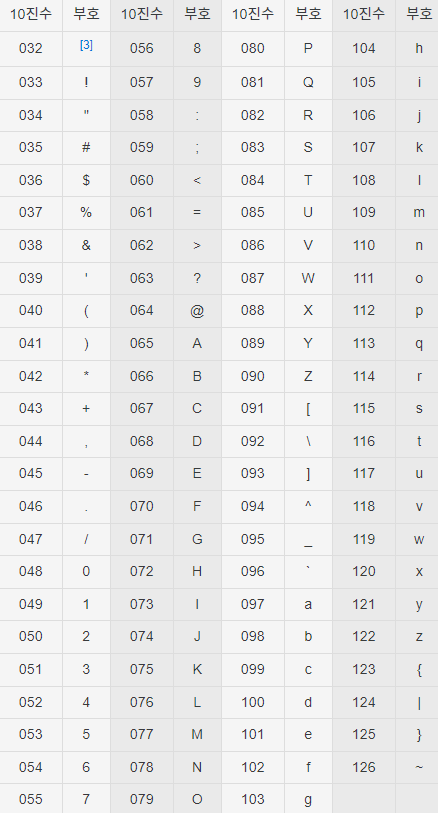 10진수 부호 10진수 부호 10진수 부호 10진수 부호
032 [3] 056 8 080 P 104 h
033 ! 057 9 081 Q 105 i
034 " 058 : 082 R 106 j
035 # 059 ; 083 S 107 k
036 $ 060 < 084 T 108 l
037 % 061 = 085 U 109 m
038 & 062 > 086 V 110 n
039 ' 063 ? 087 W 111 o
040 ( 064 @ 088 X 112 p
041 ) 065 A 089 Y 113 q
042 * 066 B 090 Z 114 r
043 + 067 C 091 [ 115 s
044 , 068 D 092 \ 116 t
045 - 069 E 093 ] 117 u
046 . 070 F 094 ^ 118 v
047 / 071 G 095 _ 119 w
048 0 072 H 096 ` 120 x
049 1 073 I 097 a 121 y
050 2 074 J 098 b 122 z
051 3 075 K 099 c 123 {
052 4 076 L 100 d 124 |
053 5 077 M 101 e 125 }
054 6 078 N 102 f 126 ~
055 7 079 O 103 g